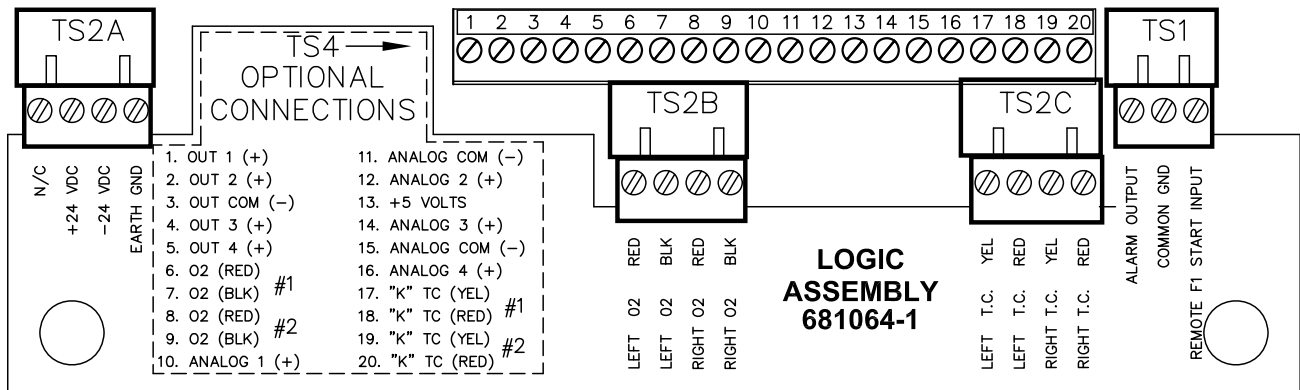 TS2A
N/C
+24 VDC
-24 VDC
EARTH GND
TS4
OPTIONAL
CONNECTIONS
1. OUT 1 (+)
2. OUT 2 (+)
3. OUT COM (-)
4. OUT 3 (+)
5. OUT 4 (+)
6. O2 (RED)
7. O2 (BLK)
#1
8. O2 (RED)
9. O2 (BLK)
#2
10. ANALOG 1 (+)
11. ANALOG COM (-)
12. ANALOG 2 (+)
13. +5 VOLTS
14. ANALOG 3 (+)
15. ANALOG COM (-)
16. ANALOG 4 (+)
17. "K" TC (YEL)
18. "K" TC (RED)
#1
19. "K" TC (YEL)
20. "K" TC (RED)
#2
1 2 3 4 5 6 7 8 9 10 11 12 13 14 15 16 17 18 19 20
TS2B
LEFT O2 RED
LEFT O2 BLK
RIGHT O2 RED
RIGHT O2 BLK
LOGIC
ASSEMBLY
681064-1
TS2C
LEFT T.C. YEL
LEFT T.C. RED
RIGHT T.C. YEL
RIGHT T.C. RED
TS1
ALARM OUTPUT
COMMON GND
REMOTE F1 START INPUT